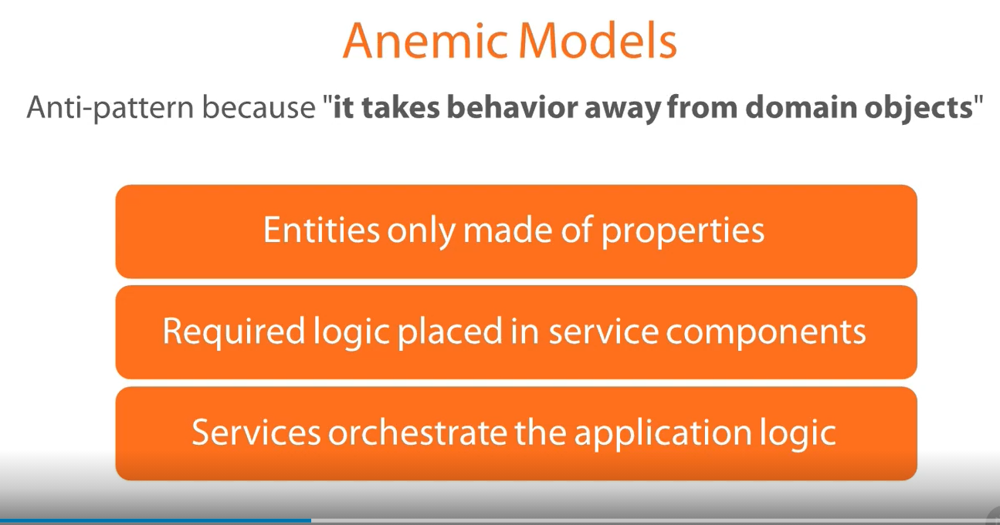 Anemic Models
Anti-pattern because "it takes behavior away from domain objects"
Entities only made of properties
Required logic placed in service components
Services orchestrate the application logic